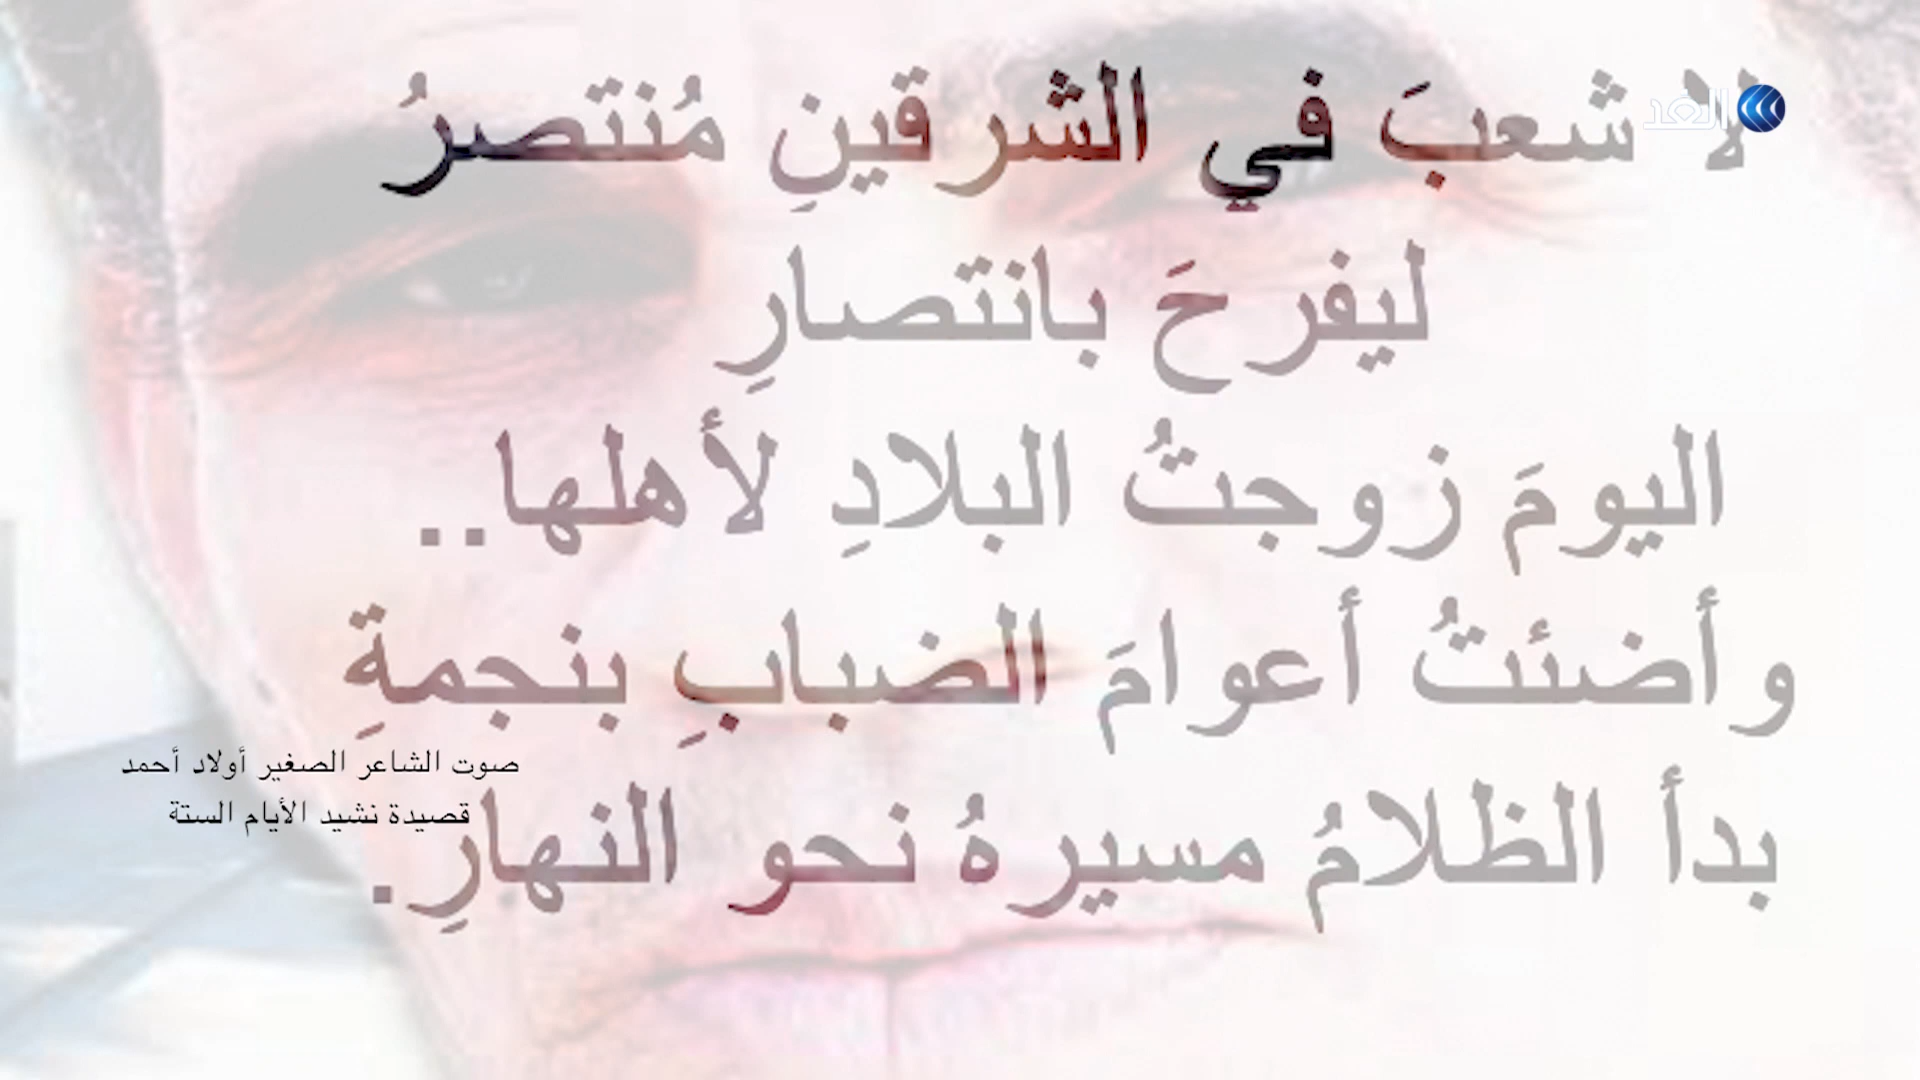 لا شعبَ في الشرقينِ مُنتصرُ
الغد
ليفرحَ بانتصارِ
اليومَ زوجتُ البلادِ لأهلها..
وأضئتُ أعوامَ الضبابِ بنجمةِ
بدأ الظلامُ مسيرهُ نحو النهارِ.
صوت الشاعر الصغير أولاد أحمد
قصيدة نشيد الأيام الستة